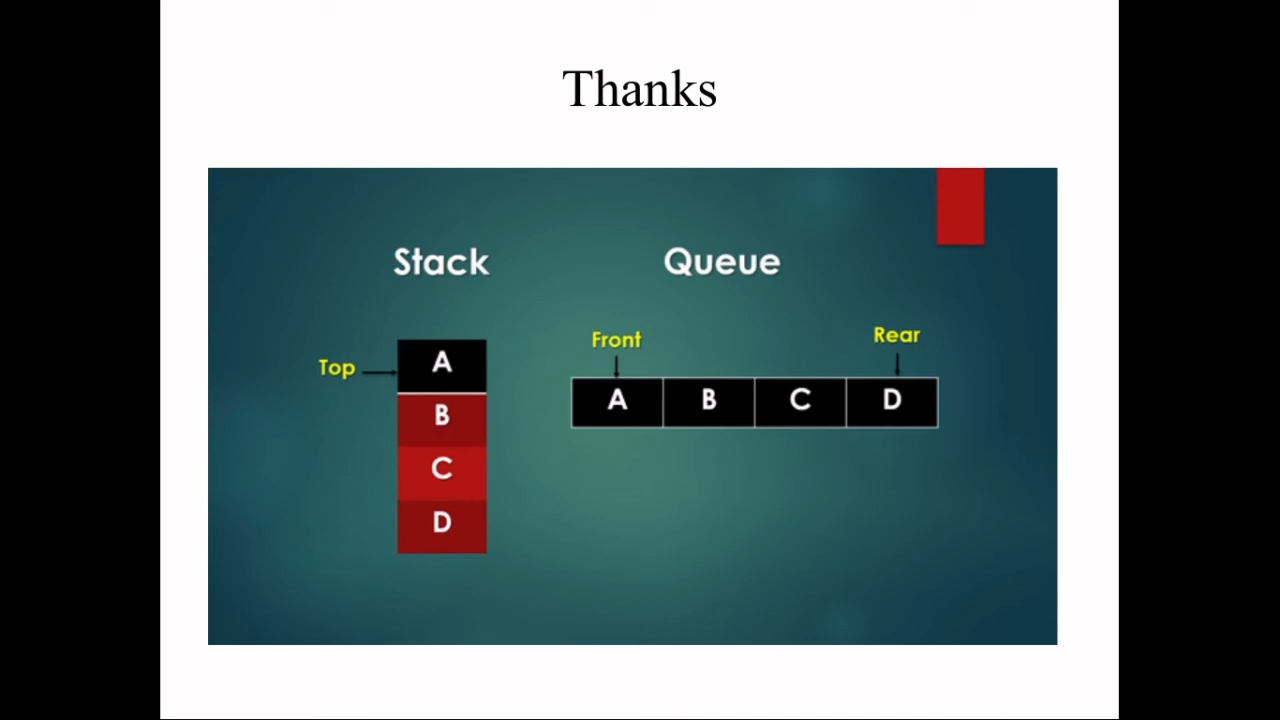 Thanks
Stack
Queue
Top
A
B
C
D
Front
Rear
A B C D